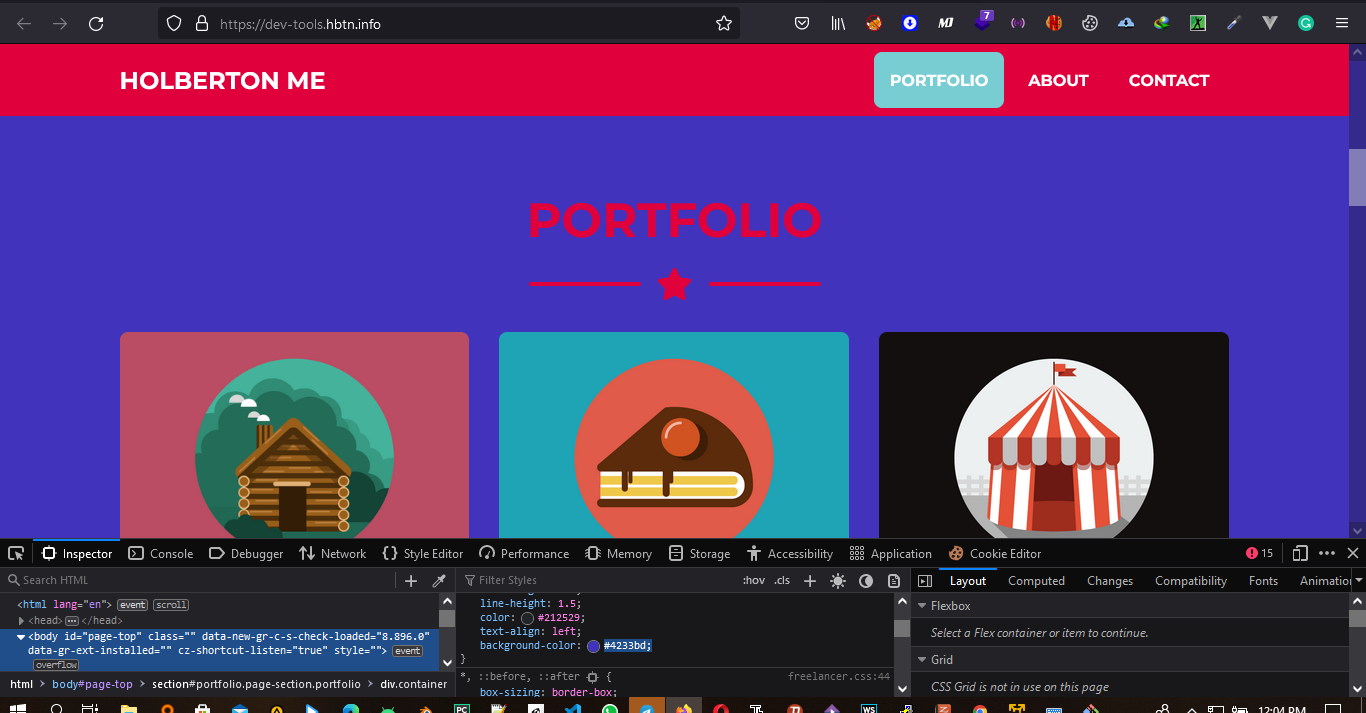 https://dev-tools.hbtn.info
7
HOLBERTON ME
PORTFOLIO
ABOUT
CONTACT
PORTFOLIO
Inspector
Console
Debugger
Network
Style Editor
Performance
Memory
Storage
Accessibility
Application
Cookie Editor
15
Search HTML
<html lang="en"> event scroll
<head> </head>
<body id="page-top" class="" data-new-gr-c-s-check-loaded="8.896.0"
data-gr-ext-installed="" cz-shortcut-listen="true" style=""> event
overflow
html > body#page-top > section#portfolio.page-section.portfolio > div.container
Filter Styles
:hov .cls
line-height: 1.5;
color: #212529;
text-align: left;
background-color: #4233bd;
}
*, ::before, ::after { freelancer.css:44
box-sizing: border-box;
Layout
Computed
Changes
Compatibility
Fonts
Animation
Flexbox
Select a Flex container or item to continue.
Grid
CSS Grid is not in use on this page
12:04 PM